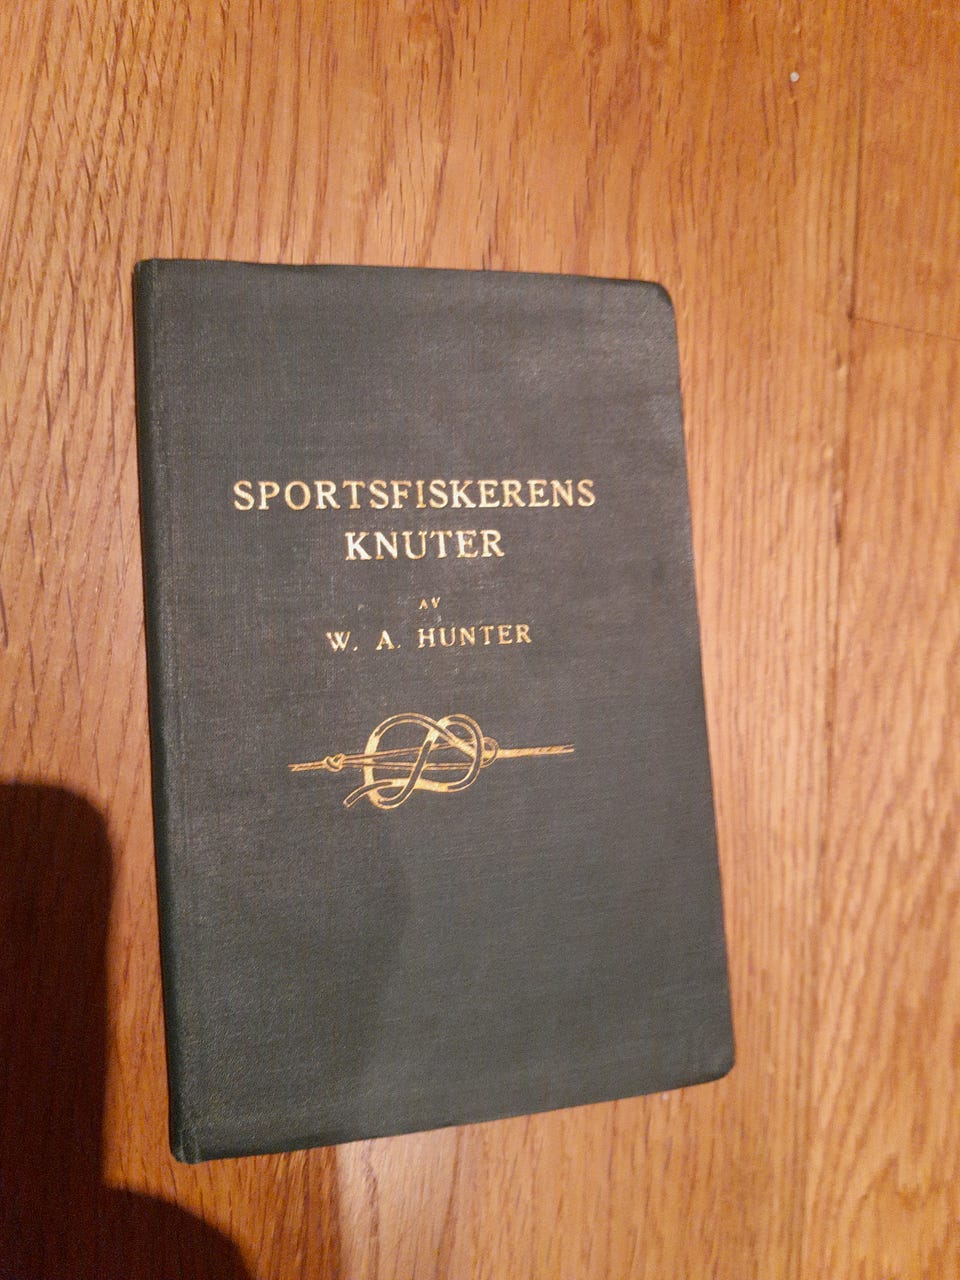 SPORTSFISKERENS
KNUTER
AV
W. A. HUNTER